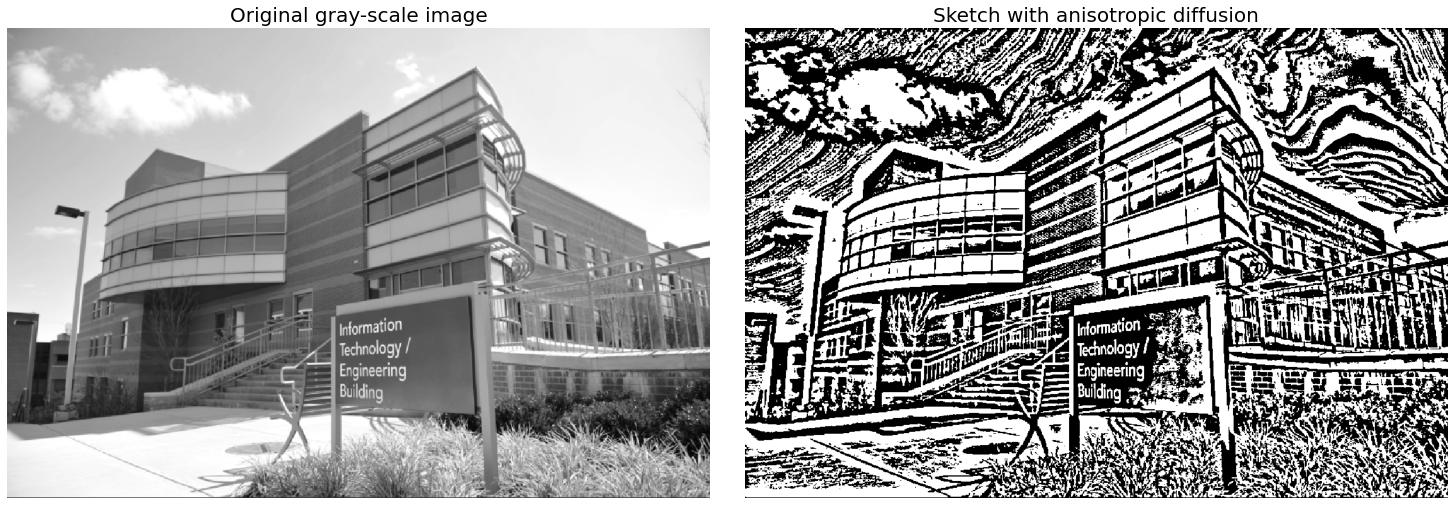 Original gray-scale image
Sketch with anisotropic diffusion
Information
Technology /
Engineering
Building
Information
Technology /
Engineering
Building